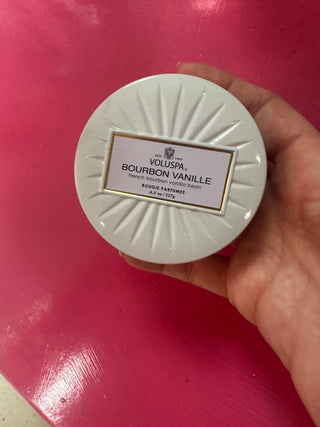 EST. 1999
VOLUSPA.
BOURBON VANILLE
french bourbon vanilla bean
BOUGIE PARFUMÉE
4.5 oz / 127g